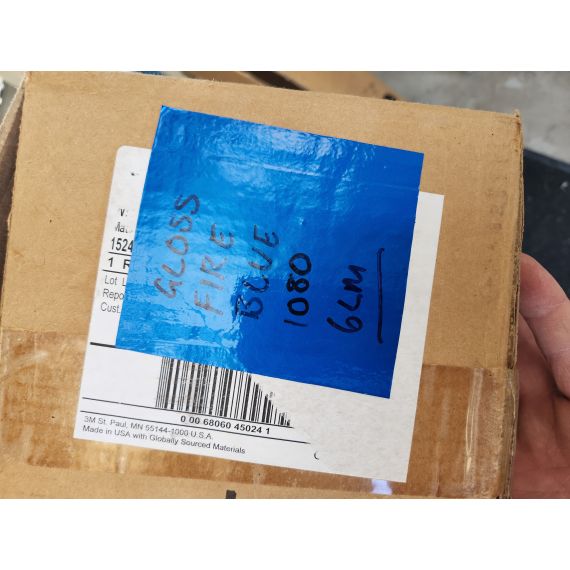 1524
1 R
Lot L
Repo
Cust.
GLOSS
FIRE
BLUE
1080
6LM
0 00 68060 45024 1
3M St. Paul, MN 55144-1000 U.S.A.
Made in USA with Globally Sourced Materials